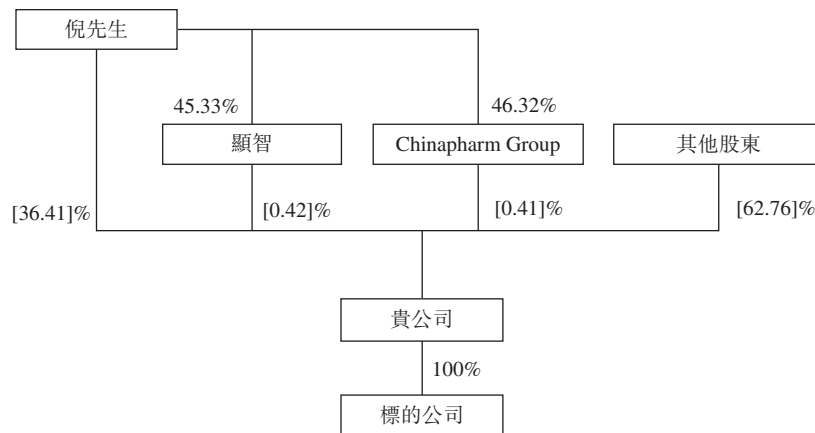 倪先生
45.33%
46.32%
顯智
Chinapharm Group
其他股東
[36.41]%
[0.42]%
[0.41]%
[62.76]%
貴公司
100%
標的公司